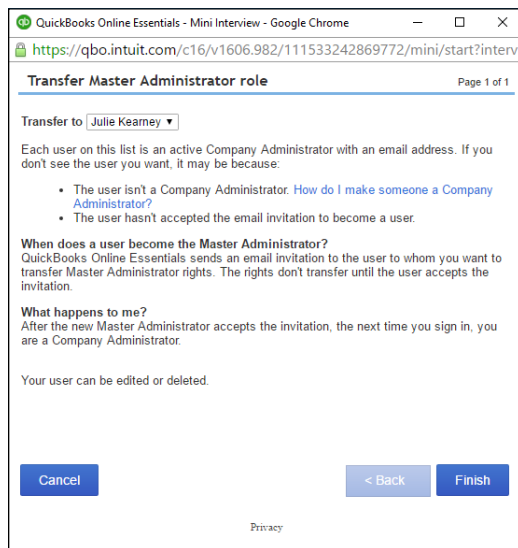 QuickBooks Online Essentials - Mini Interview - Google Chrome
https://qbo.intuit.com/c16/v1606.982/111533242869772/mini/start?interv
Transfer Master Administrator role Page 1 of 1
Transfer to Julie Kearney
Each user on this list is an active Company Administrator with an email address. If you
don't see the user you want, it may be because:
• The user isn't a Company Administrator. How do I make someone a Company
Administrator?
• The user hasn't accepted the email invitation to become a user.
When does a user become the Master Administrator?
QuickBooks Online Essentials sends an email invitation to the user to whom you want to
transfer Master Administrator rights. The rights don't transfer until the user accepts the
invitation.
What happens to me?
After the new Master Administrator accepts the invitation, the next time you sign in, you
are a Company Administrator.
Your user can be edited or deleted.
Cancel < Back Finish
Privacy